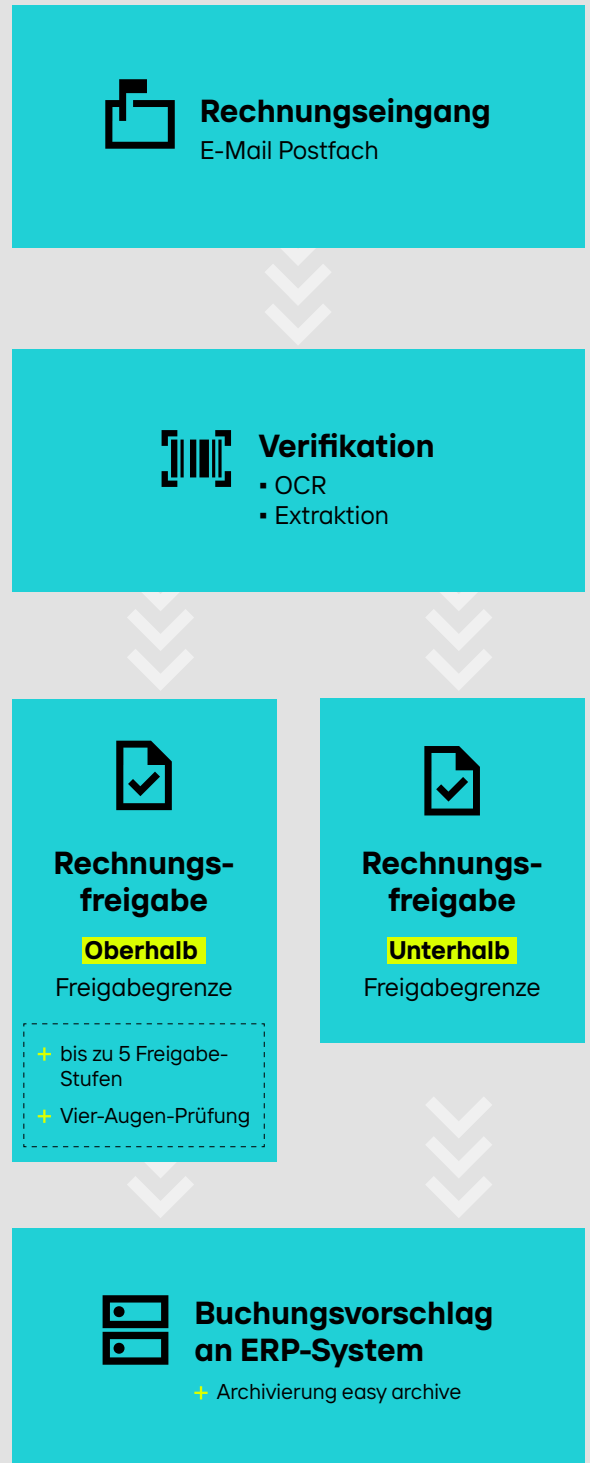 Rechnungseingang
E-Mail Postfach
Verifikation
▪ OCR
▪ Extraktion
Rechnungs-
freigabe
Oberhalb
Freigabegrenze
+ bis zu 5 Freigabe-
Stufen
+ Vier-Augen-Prüfung
Rechnungs-
freigabe
Unterhalb
Freigabegrenze
Buchungsvorschlag
an ERP-System
+ Archivierung easy archive